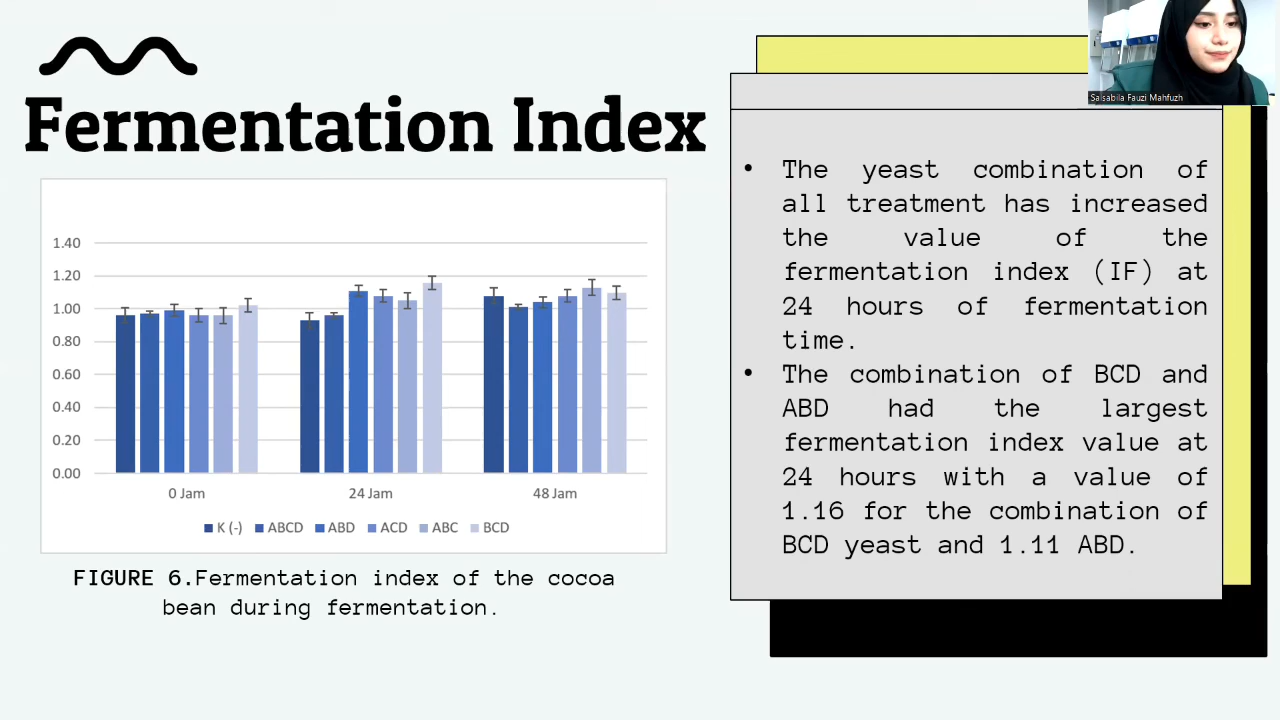 Fermentation Index
1.40
1.20
1.00
0.80
0.60
0.40
0.20
0.00
0 Jam
24 Jam
48 Jam
K (-)
ABCD
ABD
ACD
ABC
BCD
FIGURE 6.Fermentation index of the cocoa
bean during fermentation.
Salsabila Fauzi Mahfuzh
• The yeast combination of
all treatment has increased
the value of the
fermentation index (IF) at
24 hours of fermentation
time.
• The combination of BCD and
ABD had the largest
fermentation index value at
24 hours with a value of
1.16 for the combination of
BCD yeast and 1.11 ABD.